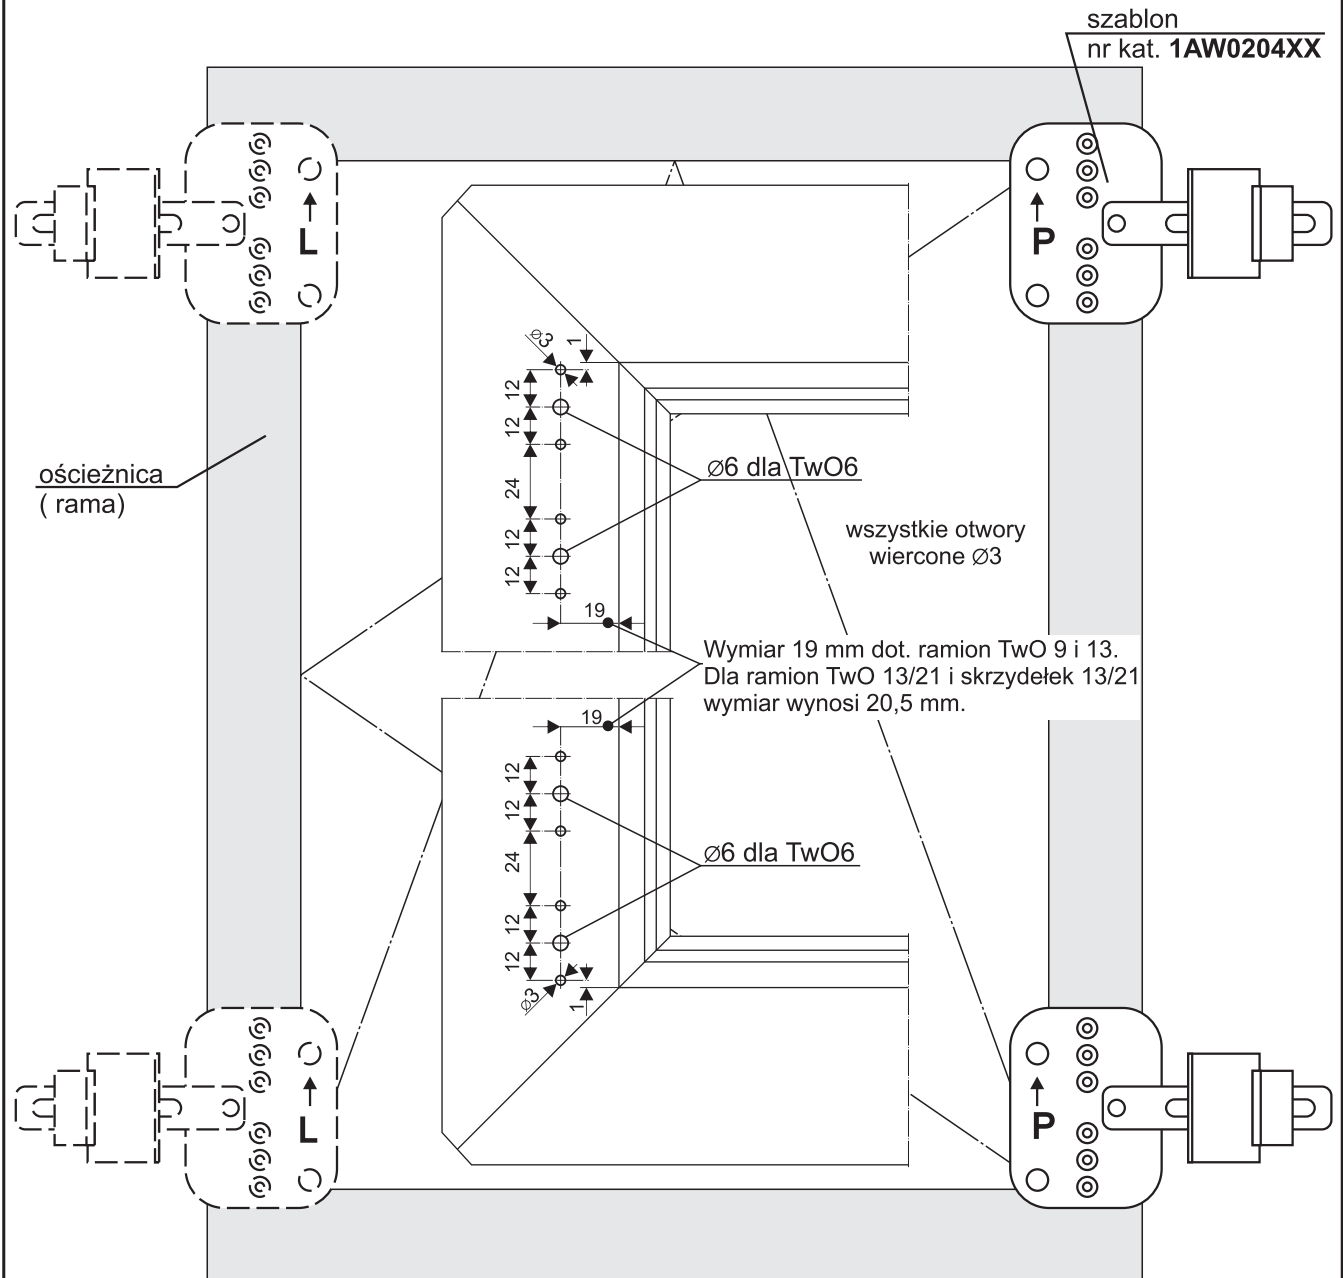 szablon
nr kat. 1AW0204XX
L
P
ø3
1
12
12
24
12
12
19
ościeżnica
( rama)
Ø6 dla TwO6
wszystkie otwory
wiercone Ø3
Wymiar 19 mm dot. ramion TwO 9 i 13.
Dla ramion TwO 13/21 i skrzydełek 13/21
wymiar wynosi 20,5 mm.
19
12
12
24
12
12
ø3
1
Ø6 dla TwO6
L
P